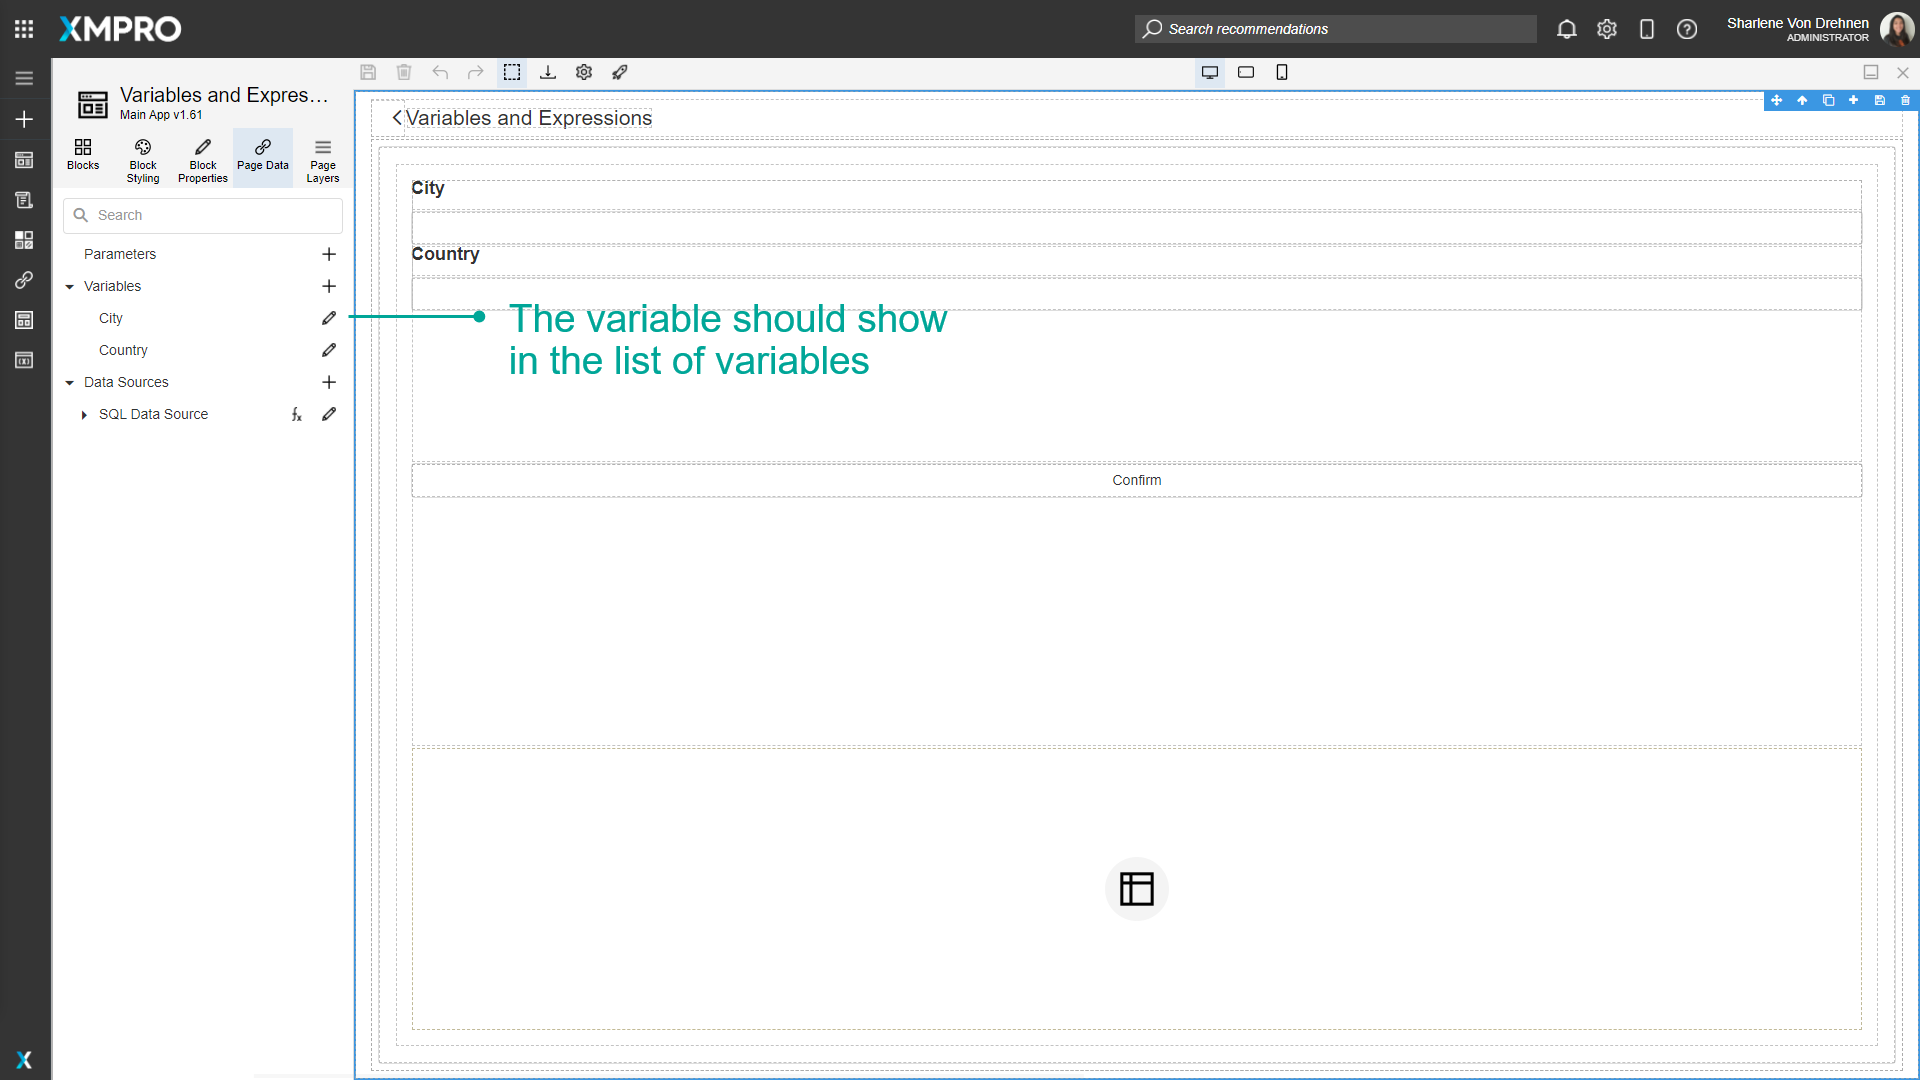 XMPRO
Search recommendations
Sharlene Von Drehnen
ADMINISTRATOR
Variables and Expres...
Main App v1.61
Blocks
Block Styling
Block Properties
Page Data
Page Layers
Search
Parameters
Variables
City
Country
Data Sources
SQL Data Source
fx
Variables and Expressions
City
Country
The variable should show
in the list of variables
Confirm